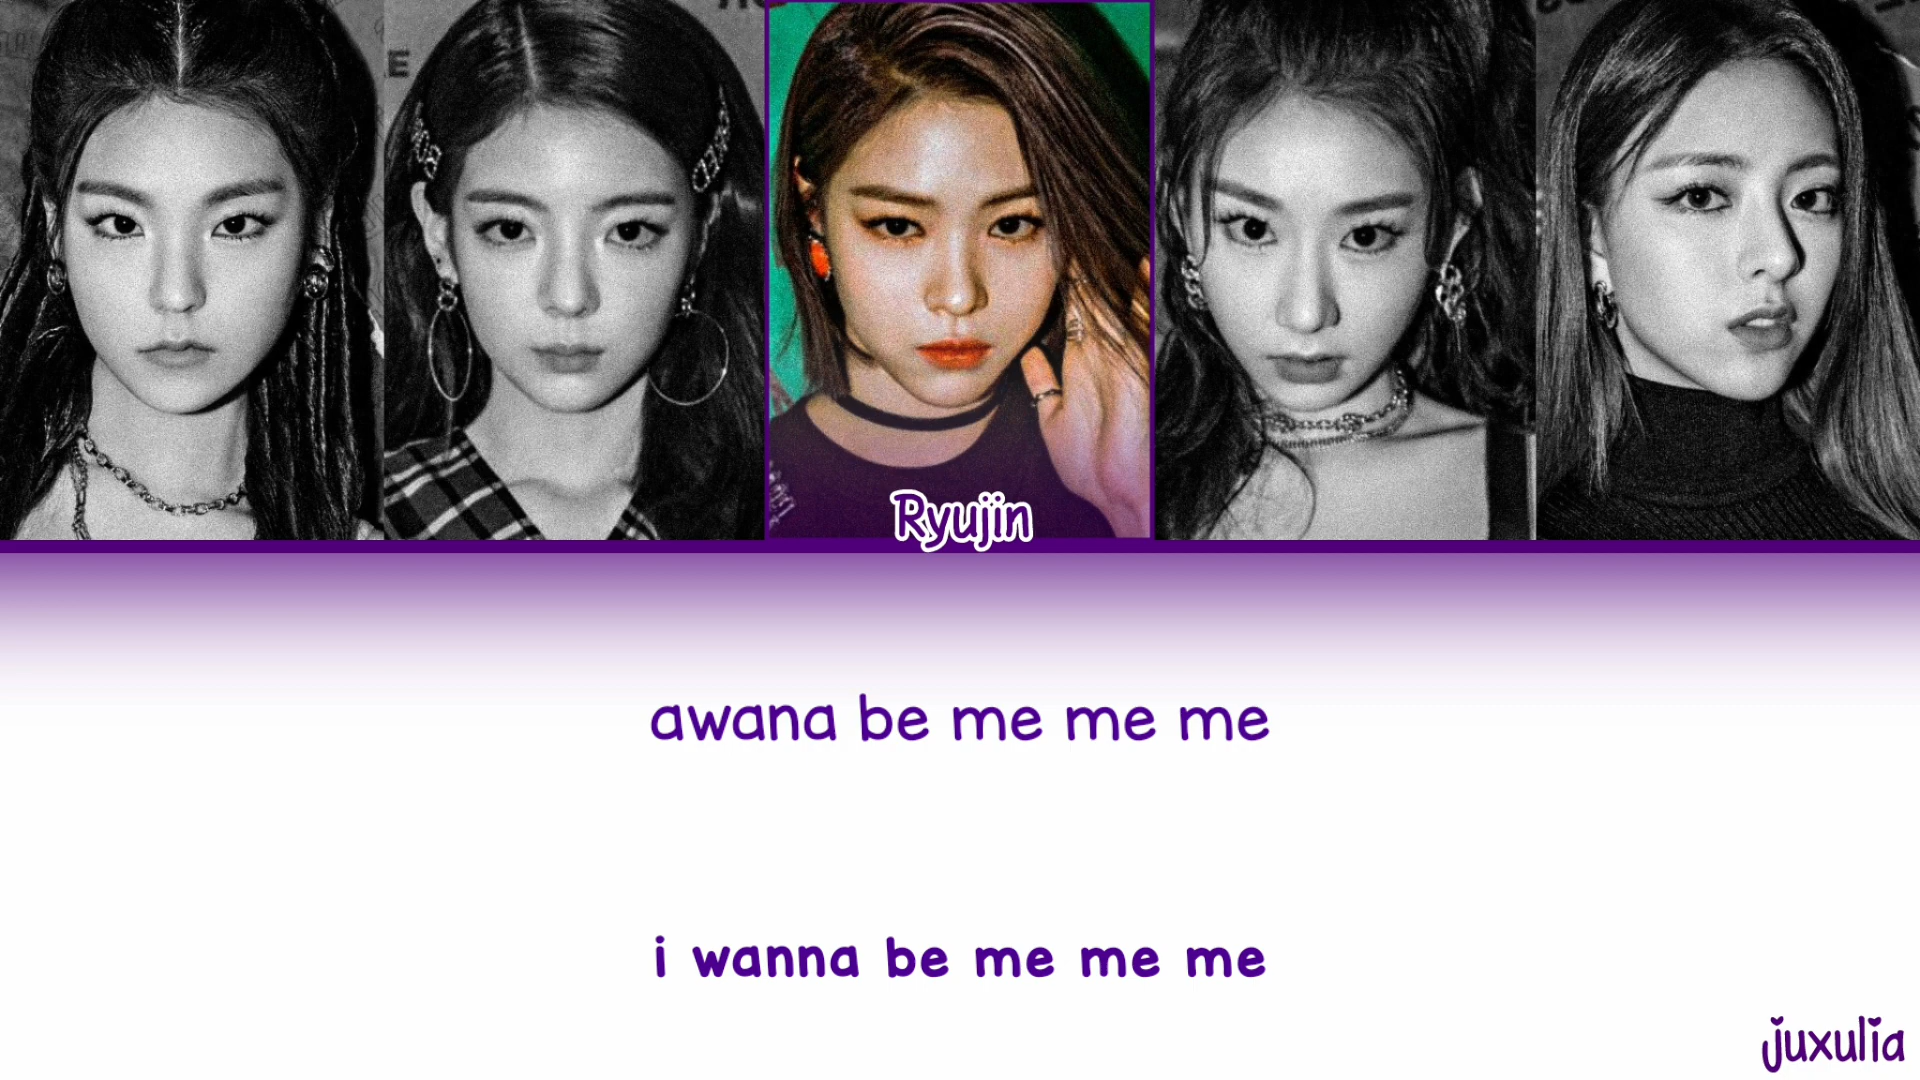 E
Ryujin
awana be me me me
i wanna be me me me
juxulia